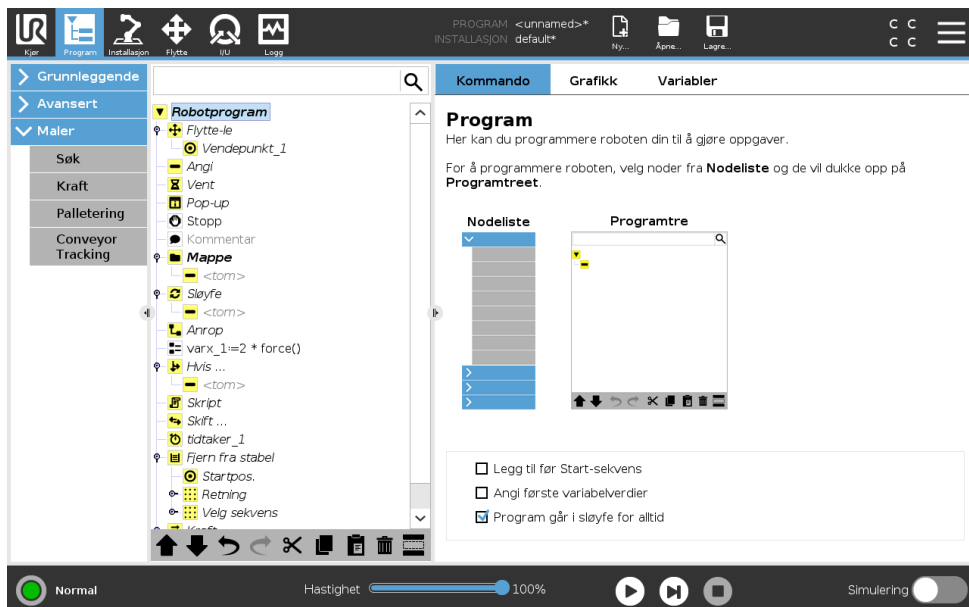 PROGRAM <unnamed>*
INSTALLASJON default*
Kjør
Program
Installasjon
Flytte
I/U
Logg
Ny...
Åpne...
Lagre...
C C
C C
Grunnleggende
Avansert
Maler
Søk
Kraft
Palletering
Conveyor
Tracking
Robotprogram
Flytte-le
Vendepunkt_1
Angi
Vent
Pop-up
Stopp
Kommentar
Mappe
<tom>
Sløyfe
<tom>
Anrop
varx_1≔2 * force()
Hvis ...
<tom>
Skript
Skift ...
tidtaker_1
Fjern fra stabel
Startpos.
Retning
Velg sekvens
Kraft
Kommando
Grafikk
Variabler
Program
Her kan du programmere roboten din til å gjøre oppgaver.
For å programmere roboten, velg noder fra Nodeliste og de vil dukke opp på
Programtreet.
Nodeliste
Programtre
Legg til før Start-sekvens
Angi første variabelverdier
Program går i sløyfe for alltid
Normal
Hastighet
100%
Simulering